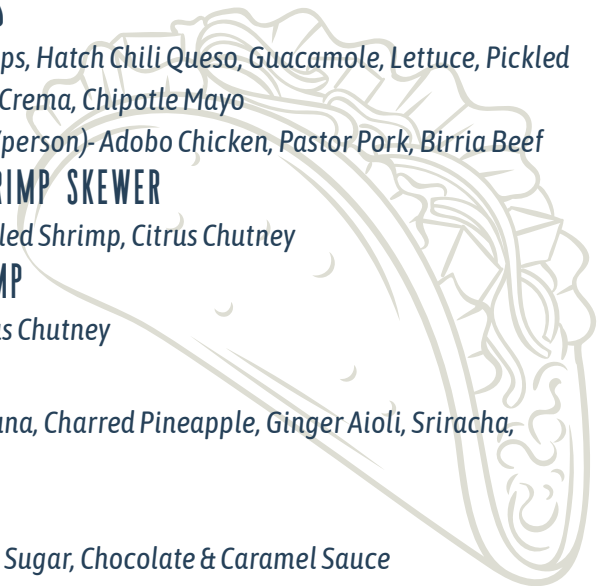 ps, Hatch Chili Queso, Guacamole, Lettuce, Pickled
Crema, Chipotle Mayo
/person)- Adobo Chicken, Pastor Pork, Birria Beef
RIMP SKEWER
led Shrimp, Citrus Chutney
MP
s Chutney
ana, Charred Pineapple, Ginger Aioli, Sriracha,
Sugar, Chocolate & Caramel Sauce